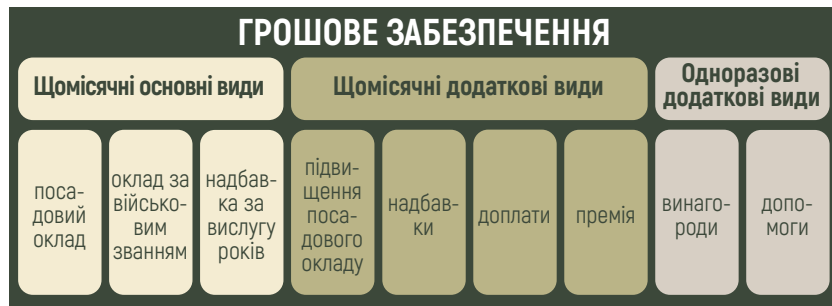 ГРОШОВЕ ЗАБЕЗПЕЧЕННЯ
Щомісячні основні види
Щомісячні додаткові види
Одноразові
додаткові види
поса-
довий
оклад
оклад за
військо-
вим
званням
надбав-
ка за
вислугу
років
підви-
щення
поса-
дового
окладу
надбав-
ки
доплати
премія
винаго-
роди
допо-
моги